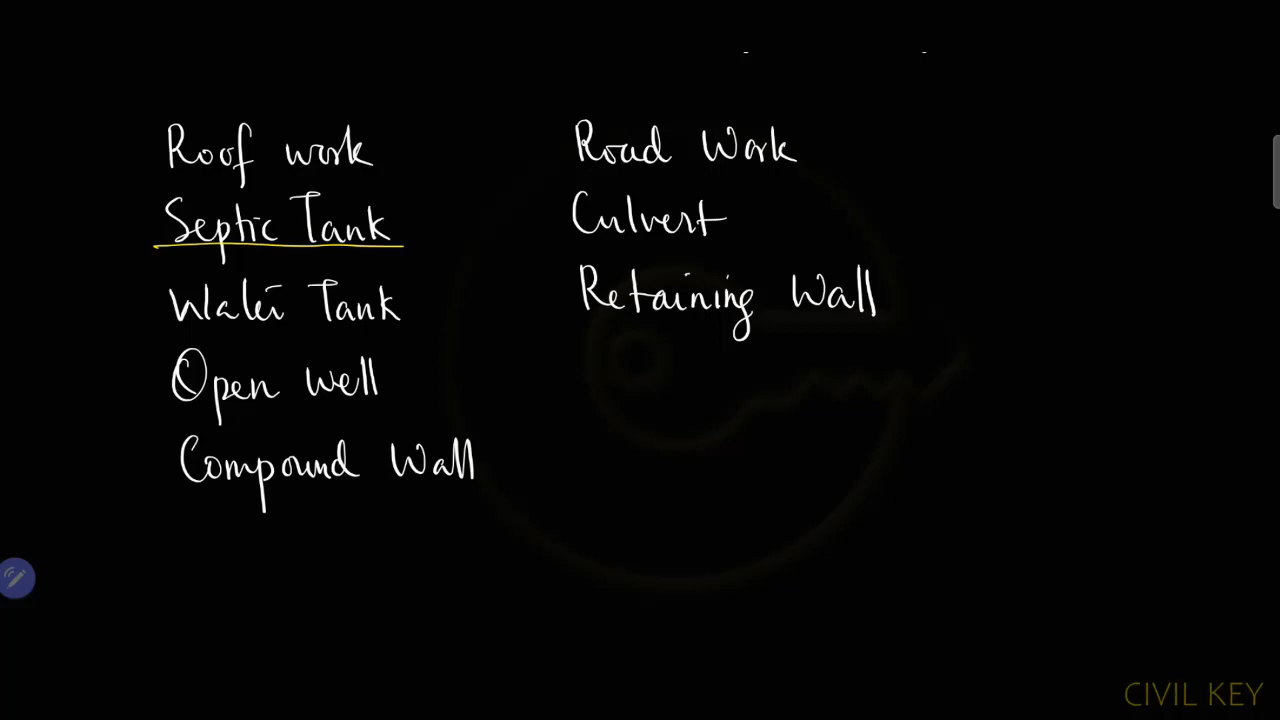 Roof work
Septic Tank
Water Tank
Open Well
Compound Wall
Road Work
Culvert
Retaining Wall
CIVIL KEY